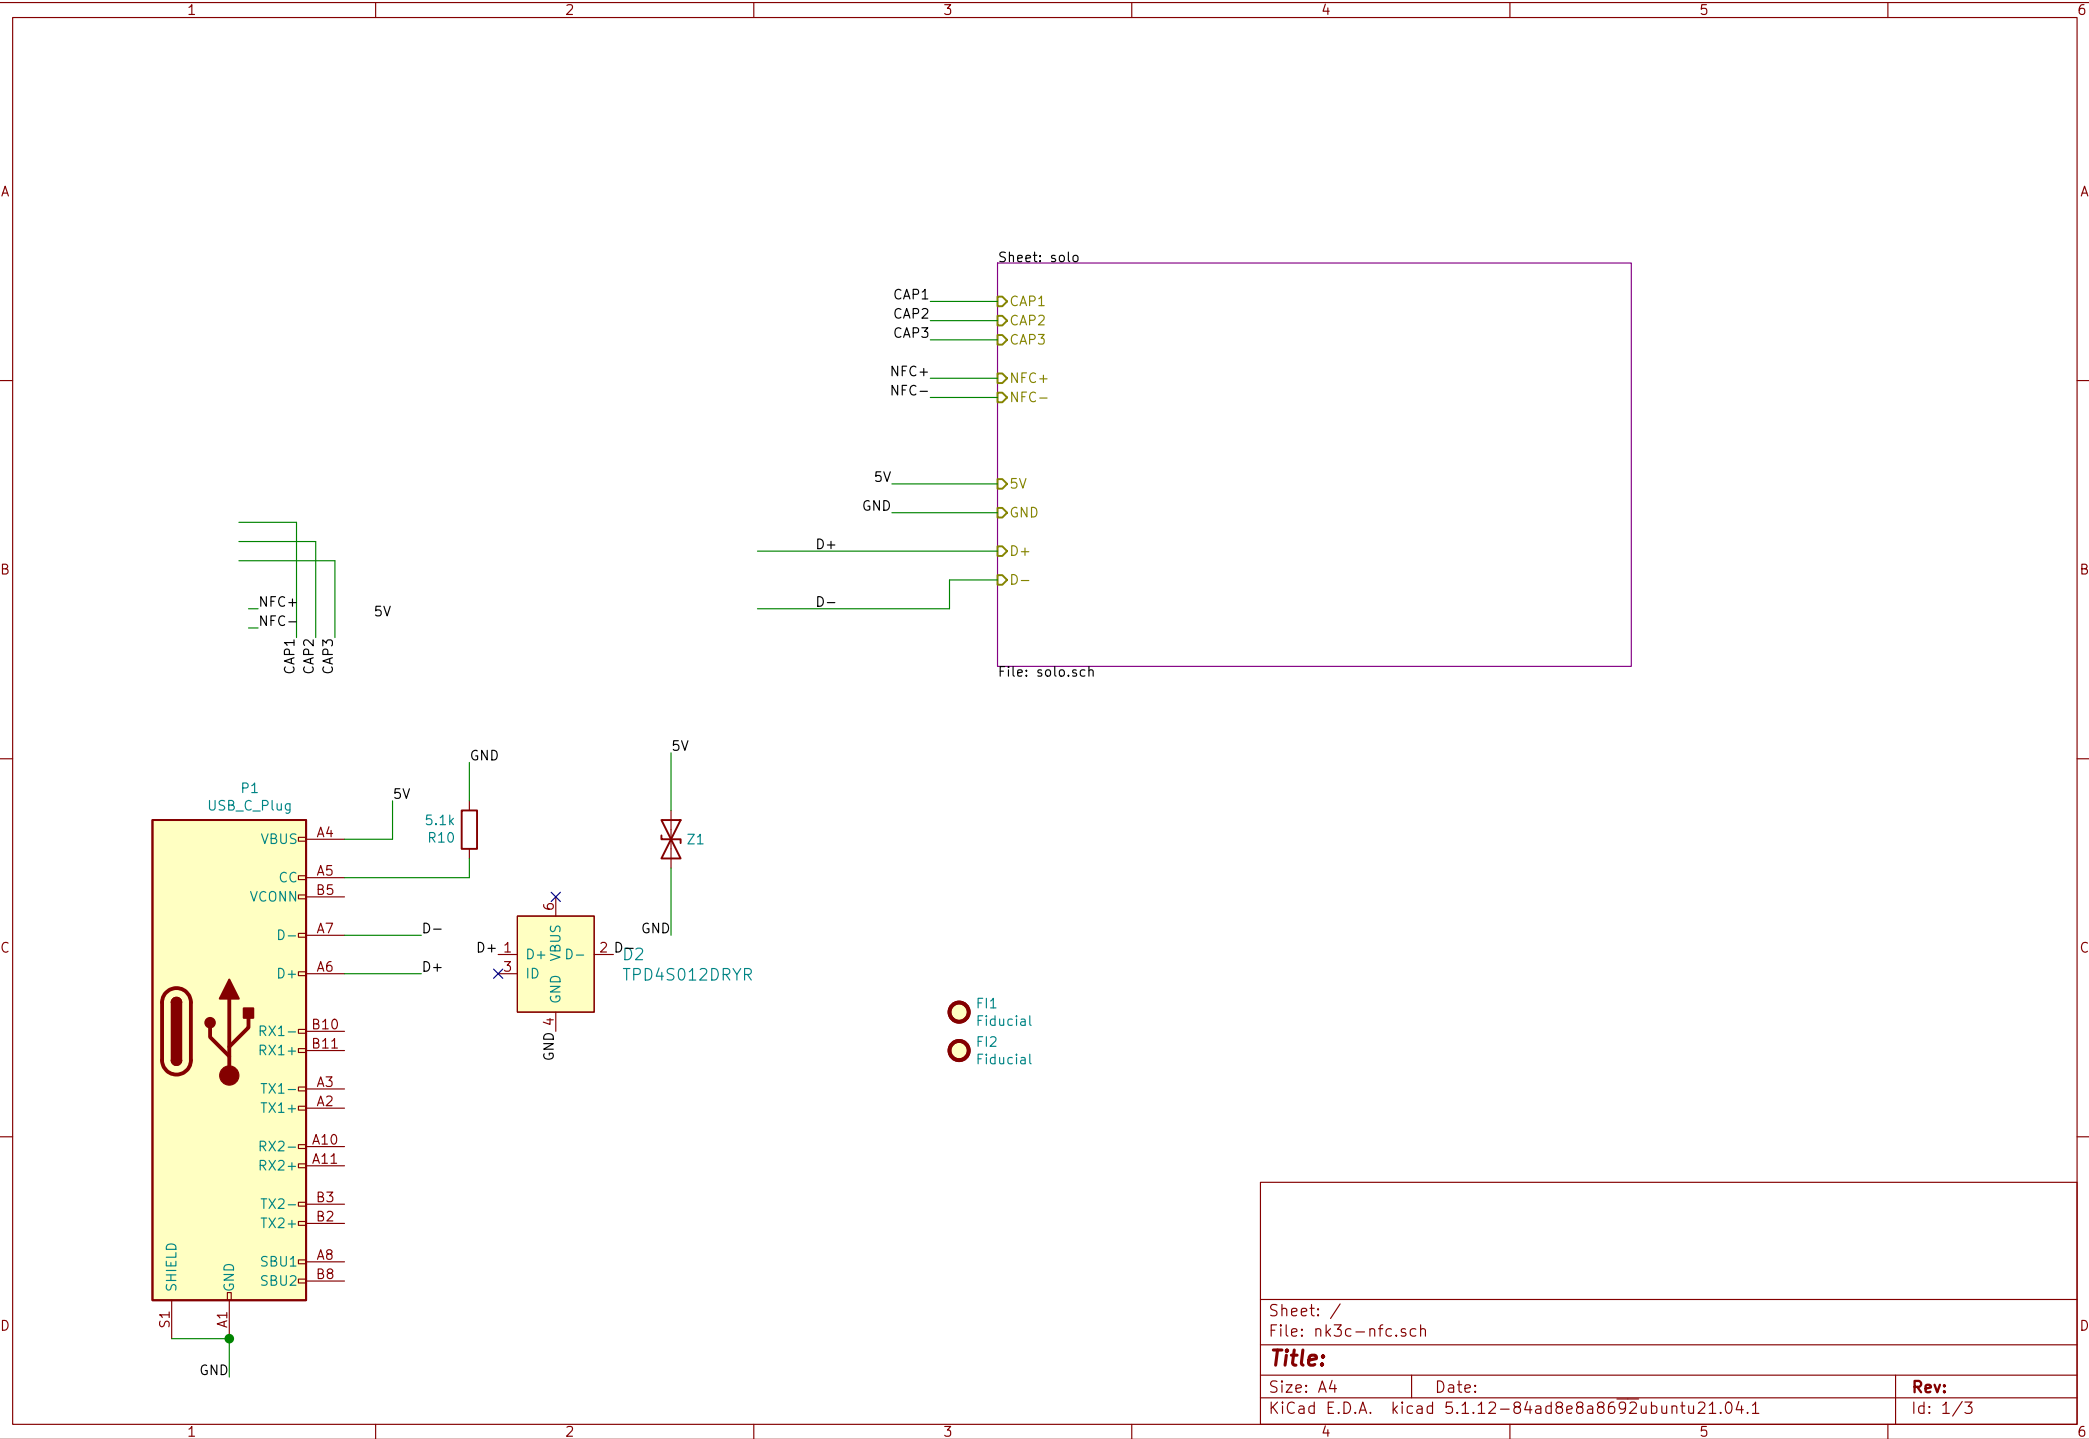 1 2 3 4 5 6
A A
Sheet: solo
CAP1 CAP1
CAP2 CAP2
CAP3 CAP3
NFC+ NFC+
NFC- NFC-
5V 5V
GND GND
D+ D+
D- D-
File: solo.sch
B B
NFC+
NFC-
5V
CAP1
CAP2
CAP3
P1
USB_C_Plug
VBUS A4
5V
CC A5
VCONN B5
D- A7 D-
D+ A6 D+
RX1- B10
RX1+ B11
TX1- A3
TX1+ A2
RX2- A10
RX2+ A11
TX2- B3
TX2+ B2
SBU1 A8
SBU2 B8
SHIELD
GND
S1
A1
GND
GND
5.1k
R10
5V
Z1
GND
C C
6
VBUS
D+ 1 D+
D- 2 D-
3 ID
GND
4
GND
D2
TPD4S012DRYR
FI1
Fiducial
FI2
Fiducial
D D
Sheet: /
File: nk3c-nfc.sch
Title:
Size: A4 Date: Rev:
KiCad E.D.A. kicad 5.1.12-84ad8e8a8692ubuntu21.04.1 Id: 1/3
1 2 3 4 5 6